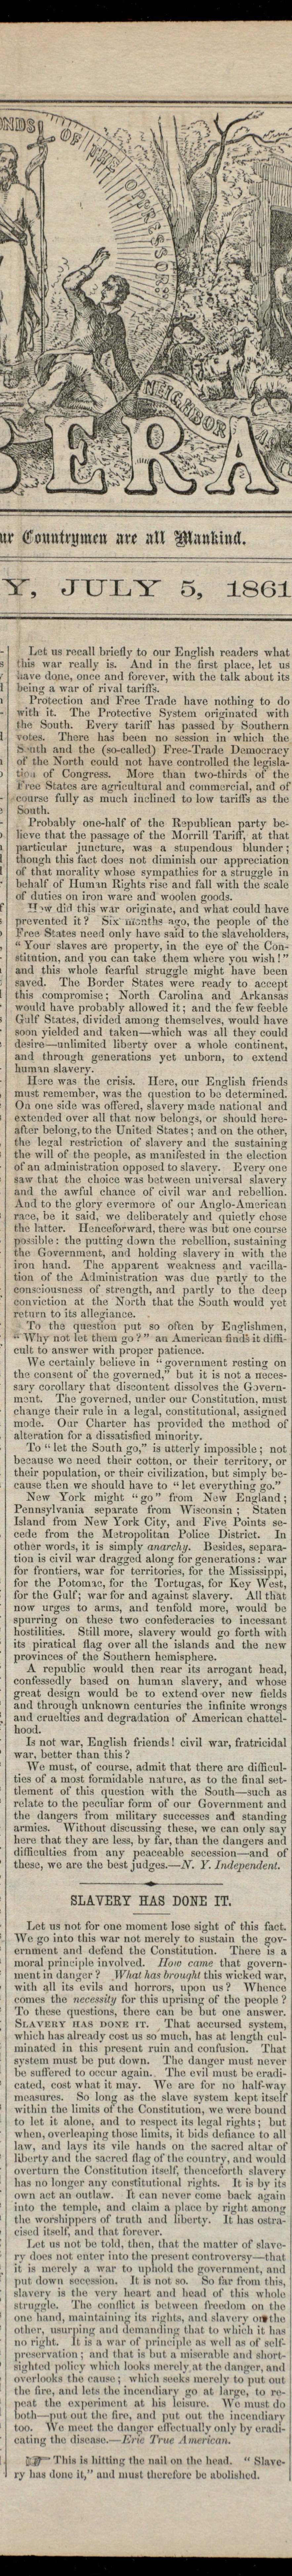 ONDS! OF THE OPPRESSED.
NEIGHBOR
BERA
ur Countrymen are all Mankind.
Y, JULY 5, 1861
Let us recall briefly to our English readers what
this war really is. And in the first place, let us
have done, once and forever, with the talk about its
being a war of rival tariffs.
Protection and Free Trade have nothing to do
with it. The Protective System originated with
the South. Every tariff has passed by Southern
votes. There has been no session in which the
South and the (so-called) Free-Trade Democracy
of the North could not have controlled the legisla-
tion of Congress. More than two-thirds of the
Free States are agricultural and commercial, and of
course fully as much inclined to low tariffs as the
South.
Probably one-half of the Republican party be-
lieve that the passage of the Morrill Tariff, at that
particular juncture, was a stupendous blunder;
though this fact does not diminish our appreciation
of that morality whose sympathies for a struggle in
behalf of Human Rights rise and fall with the scale
of duties on iron ware and woolen goods.
How did this war originate, and what could have
prevented it? Six months ago, the people of the
Free States need only have said to the slaveholders,
"Your slaves are property, in the eye of the Con-
stitution, and you can take them where you wish!"
and this whole fearful struggle might have been
saved. The Border States were ready to accept
this compromise; North Carolina and Arkansas
would have probably allowed it; and the few feeble
Gulf States, divided among themselves, would have
soon yielded and taken—which was all they could
desire—unlimited liberty over a whole continent,
and through generations yet unborn, to extend
human slavery.
Here was the crisis. Here, our English friends
must remember, was the question to be determined.
On one side was offered, slavery made national and
extended over all that now belongs, or should here-
after belong, to the United States; and on the other,
the legal restriction of slavery and the sustaining
the will of the people, as manifested in the election
of an administration opposed to slavery. Every one
saw that the choice was between universal slavery
and the awful chance of civil war and rebellion.
And to the glory evermore of our Anglo-American
race, be it said, we deliberately and quietly chose
the latter. Henceforward, there was but one course
possible: the putting down the rebellion, sustaining
the Government, and holding slavery in with the
iron hand. The apparent weakness and vacilla-
tion of the Administration was due partly to the
consciousness of strength, and partly to the deep
conviction at the North that the South would yet
return to its allegiance.
To the question put so often by Englishmen,
"Why not let them go?" an American finds it diffi-
cult to answer with proper patience.
We certainly believe in "government resting on
the consent of the governed," but it is not a neces-
sary corollary that discontent dissolves the Govern-
ment. The governed, under our Constitution, must
change their rule in a legal, constitutional, assigned
mode. Our Charter has provided the method of
alteration for a dissatisfied minority.
To "let the South go," is utterly impossible; not
because we need their cotton, or their territory, or
their population, or their civilization, but simply be-
cause then we should have to "let everything go."
New York might "go" from New England;
Pennsylvania separate from Wisconsin; Staten
Island from New York City, and Five Points se-
cede from the Metropolitan Police District. In
other words, it is simply anarchy. Besides, separa-
tion is civil war dragged along for generations: war
for frontiers, war for territories, for the Mississippi,
for the Potomac, for the Tortugas, for Key West,
for the Gulf; war for and against slavery. All that
now urges to arms, and tenfold more, would be
spurring on these two confederacies to incessant
hostilities. Still more, slavery would go forth with
its piratical flag over all the islands and the new
provinces of the Southern hemisphere.
A republic would then rear its arrogant head,
confessedly based on human slavery, and whose
great design would be to extend over new fields
and through unknown centuries the infinite wrongs
and cruelties and degradation of American chattel-
hood.
Is not war, English friends! civil war, fratricidal
war, better than this?
We must, of course, admit that there are difficul-
ties of a most formidable nature, as to the final set-
tlement of this question with the South—such as
relate to the peculiar form of our Government and
the dangers from military successes and standing
armies. Without discussing these, we can only say
here that they are less, by far, than the dangers and
difficulties from any peaceable secession—and of
these, we are the best judges.—N. Y. Independent.
SLAVERY HAS DONE IT.
Let us not for one moment lose sight of this fact.
We go into this war not merely to sustain the gov-
ernment and defend the Constitution. There is a
moral principle involved. How came that govern-
ment in danger? What has brought this wicked war,
with all its evils and horrors, upon us? Whence
comes the necessity for this uprising of the people?
To these questions, there can be but one answer.
SLAVERY HAS DONE IT. That accursed system,
which has already cost us so much, has at length cul-
minated in this present ruin and confusion. That
system must be put down. The danger must never
be suffered to occur again. The evil must be eradi-
cated, cost what it may. We are for no half-way
measures. So long as the slave system kept itself
within the limits of the Constitution, we were bound
to let it alone, and to respect its legal rights; but
when, overleaping those limits, it bids defiance to all
law, and lays its vile hands on the sacred altar of
liberty and the sacred flag of the country, and would
overturn the Constitution itself, thenceforth slavery
has no longer any constitutional rights. It is by its
own act an outlaw. It can never come back again
into the temple, and claim a place by right among
the worshippers of truth and liberty. It has ostra-
cised itself, and that forever.
Let us not be told, then, that the matter of slave-
ry does not enter into the present controversy—that
it is merely a war to uphold the government, and
put down secession. It is not so. So far from this,
slavery is the very heart and head of this whole
struggle. The conflict is between freedom on the
one hand, maintaining its rights, and slavery on the
other, usurping and demanding that to which it has
no right. It is a war of principle as well as of self-
preservation; and that is but a miserable and short-
sighted policy which looks merely at the danger, and
overlooks the cause; which seeks merely to put out
the fire, and lets the incendiary go at large, to re-
peat the experiment at his leisure. We must do
both—put out the fire, and put out the incendiary
too. We meet the danger effectually only by eradi-
cating the disease.—Erie True American.
☞ This is hitting the nail on the head. "Slave-
ry has done it," and must therefore be abolished.